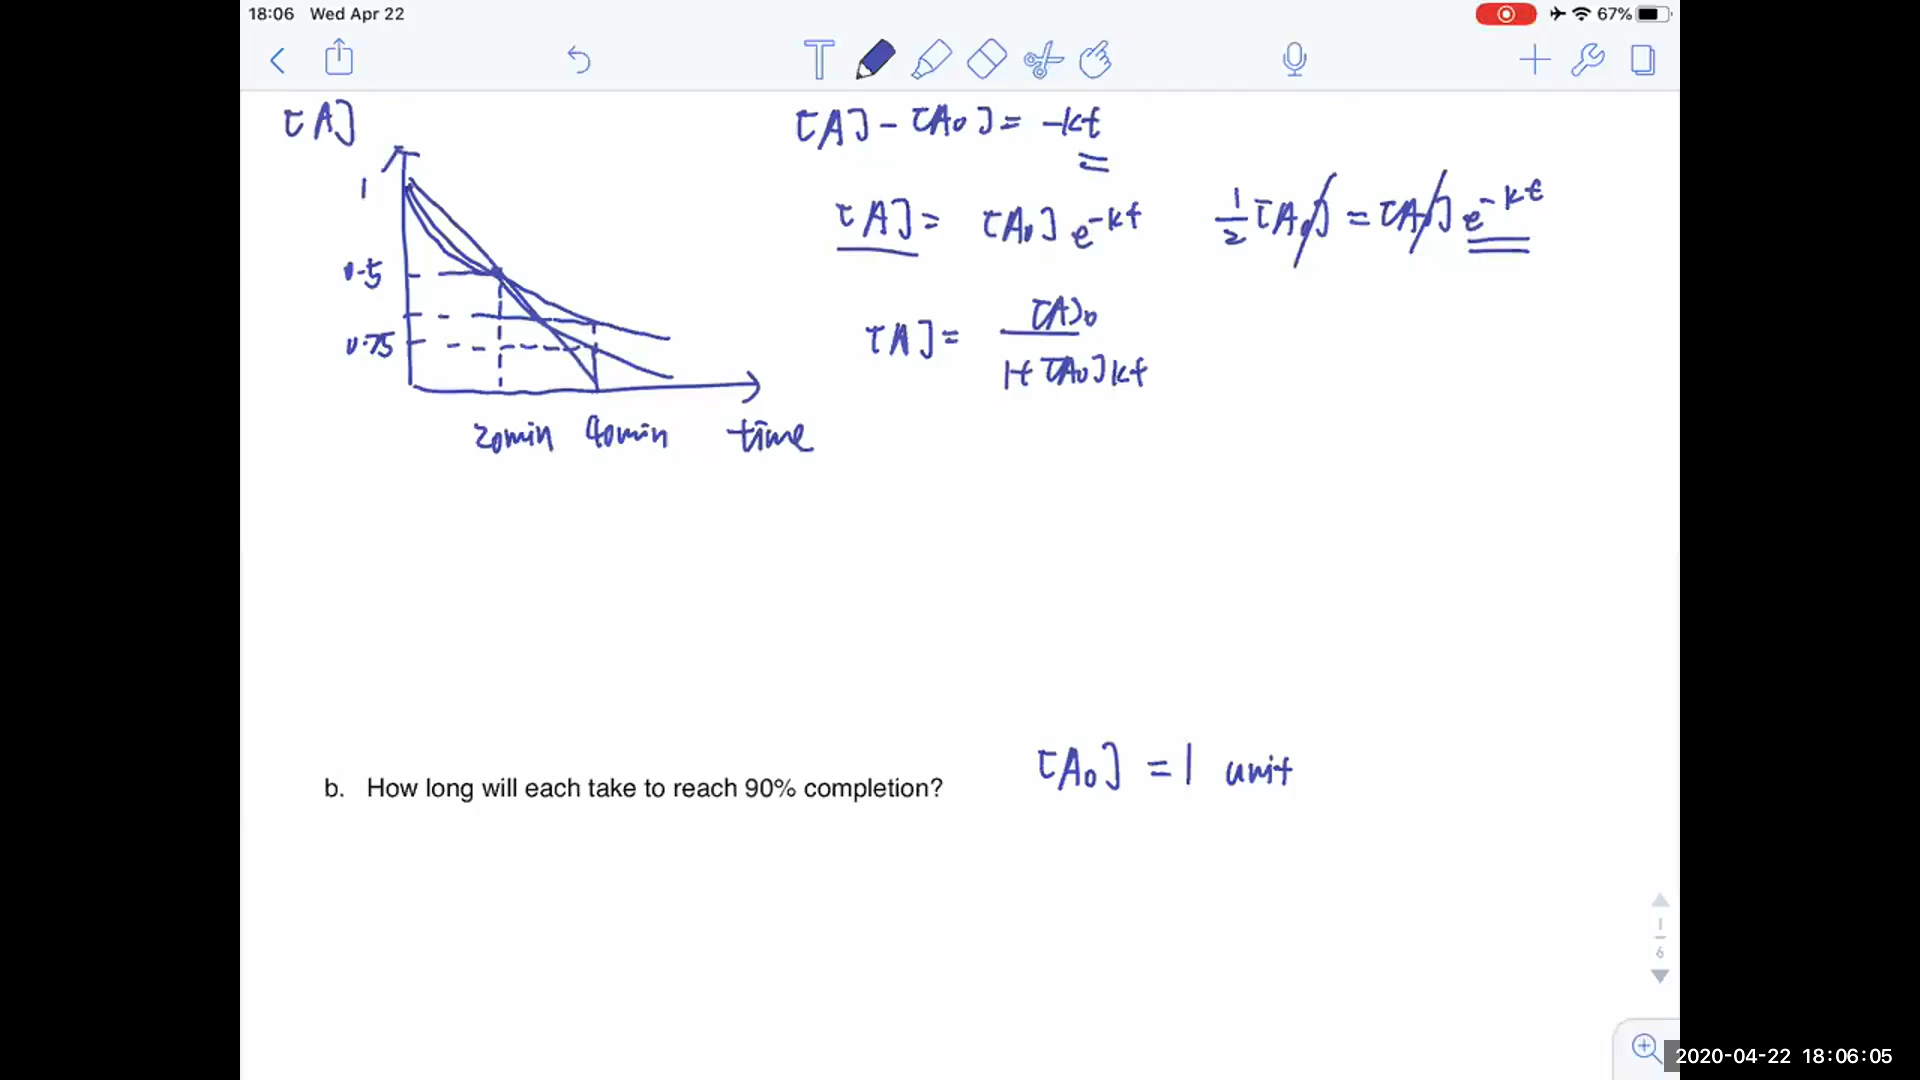 18:06 Wed Apr 22
67%
[A]
1
0.5
0.75
20min 40min time
[A] - [A₀] = -kt
[A] = [A₀] e^-kt
1/2 [A₀] = [A₀] e^-kt
[A] = [A]₀ / 1+[A₀]kt
b. How long will each take to reach 90% completion?
[A₀] = 1 unit
1
6
2020-04-22 18:06:05